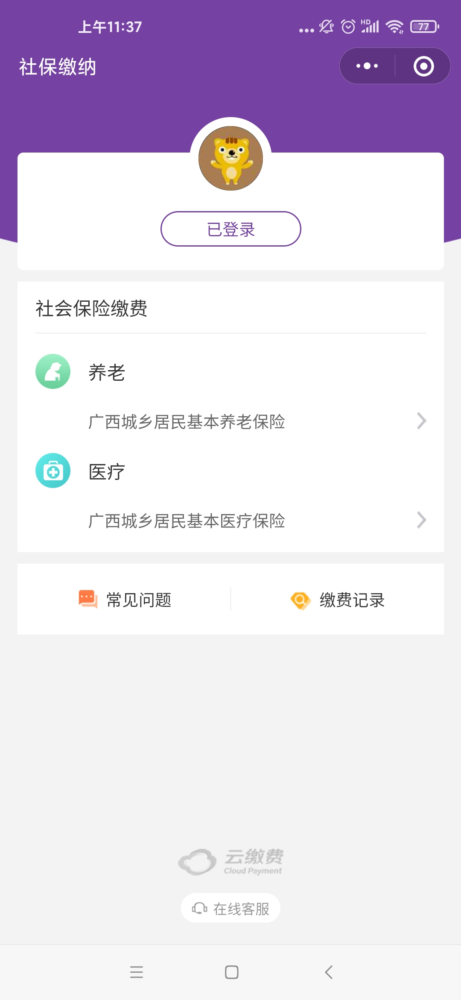 上午11:37
HD
77
社保缴纳
已登录
社会保险缴费
养老
广西城乡居民基本养老保险
医疗
广西城乡居民基本医疗保险
常见问题
缴费记录
云缴费
Cloud Payment
在线客服